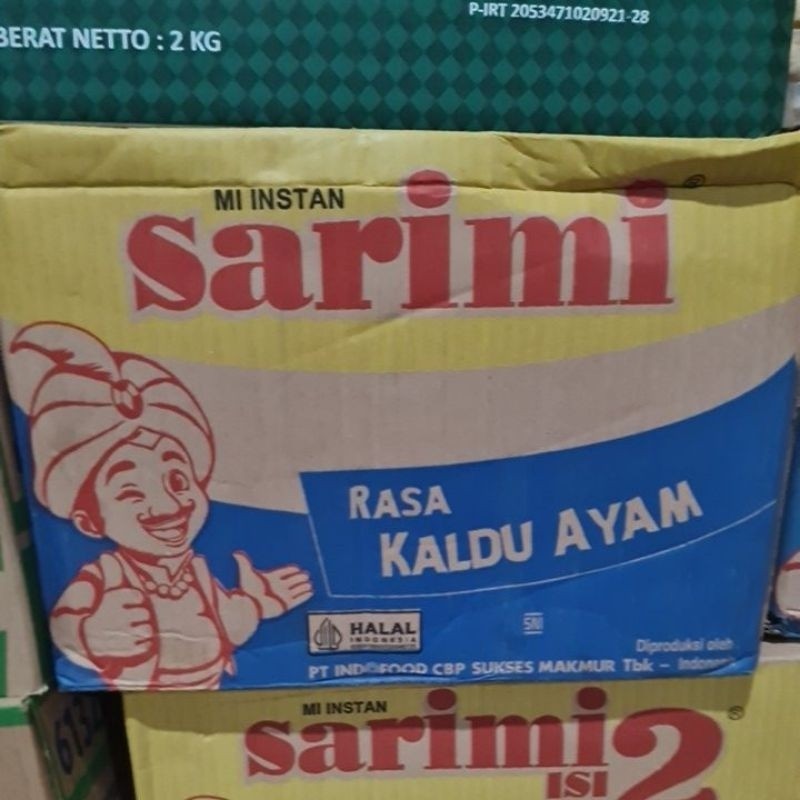 BERAT NETTO : 2 KG
P-IRT 2053471020921-28
MI INSTAN
sarimi
RASA
KALDU AYAM
HALAL
INDONESIA
SNI
Diproduksi oleh
PT INDOFOOD CBP SUKSES MAKMUR Tbk – Indonesia
MI INSTAN
sarimi
ISI 2